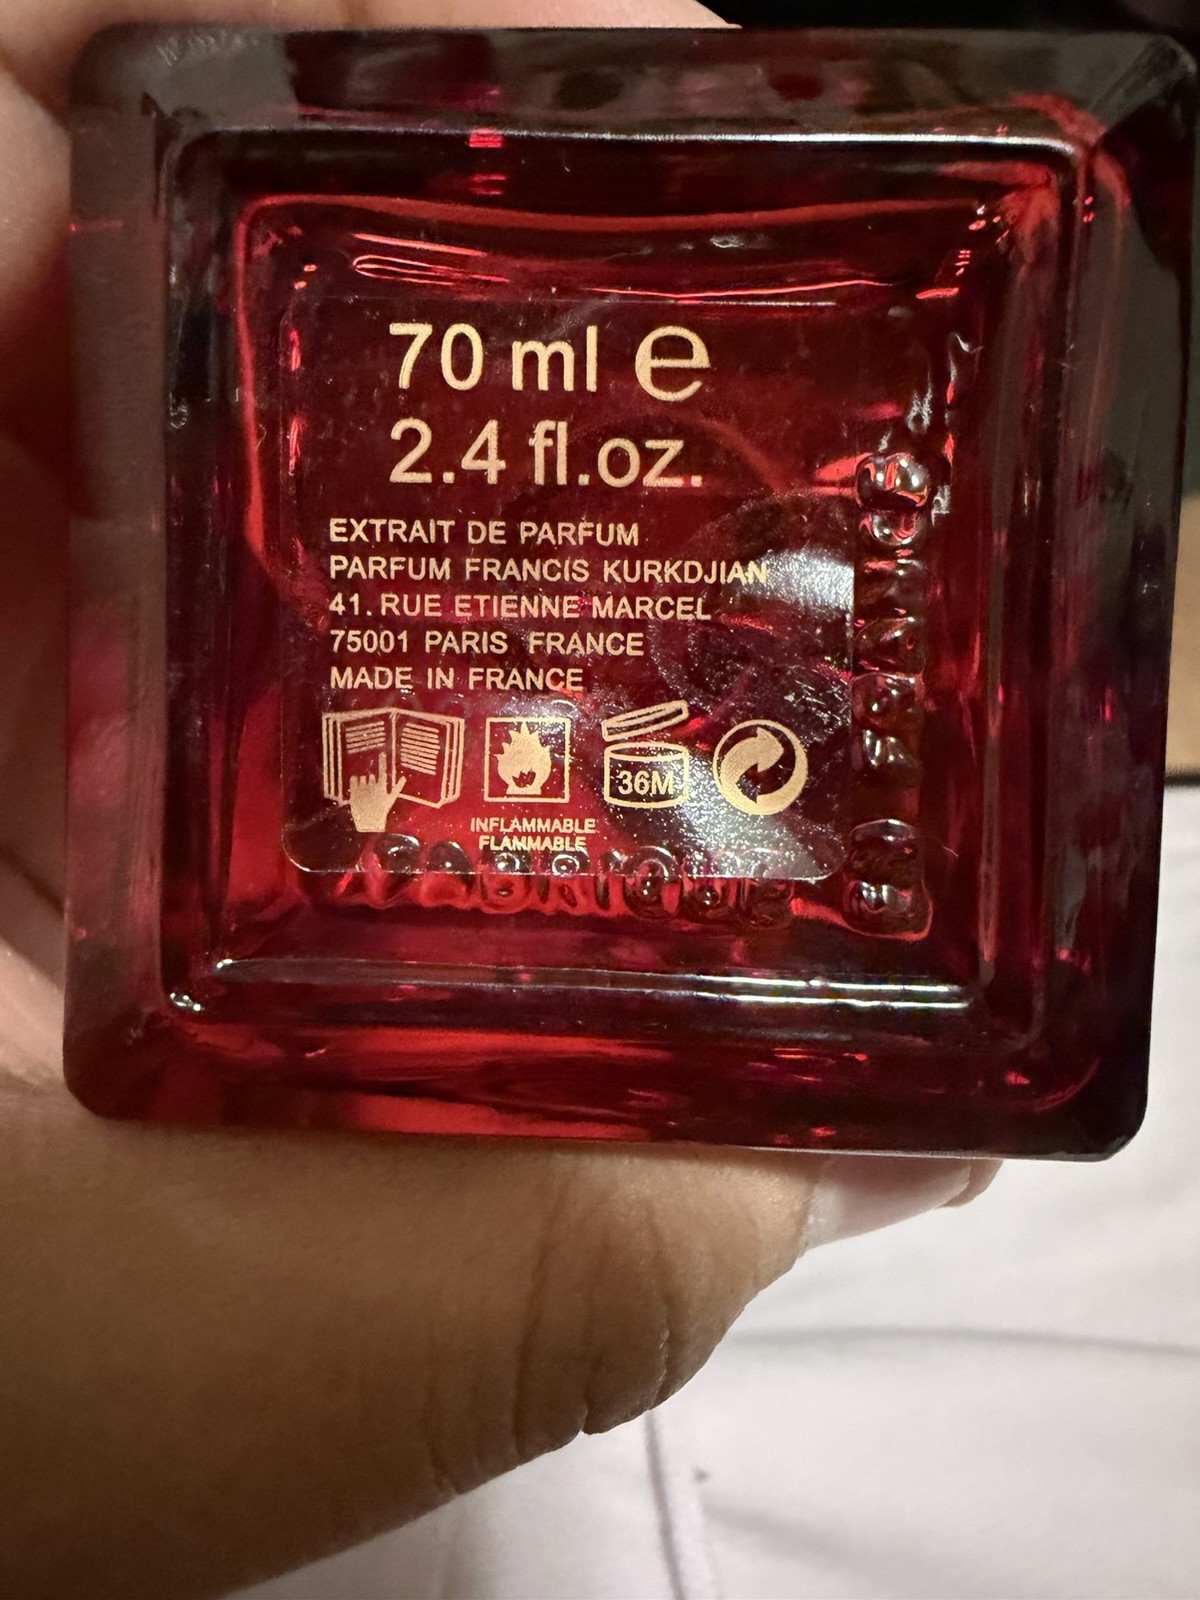 70 ml e
2.4 fl.oz.
EXTRAIT DE PARFUM
PARFUM FRANCIS KURKDJIAN
41. RUE ETIENNE MARCEL
75001 PARIS FRANCE
MADE IN FRANCE
36M
INFLAMMABLE
FLAMMABLE
FABRIQUE